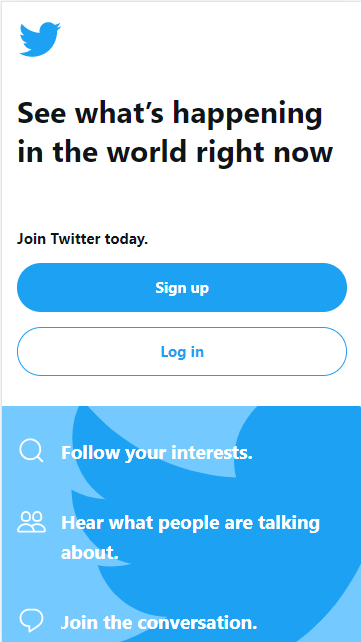 See what’s happening
in the world right now
Join Twitter today.
Sign up
Log in
Follow your interests.
Hear what people are talking
about.
Join the conversation.